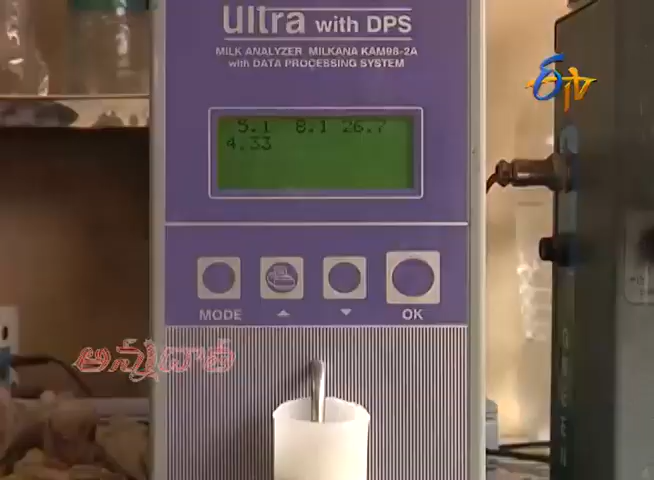 ultra with DPS
MILK ANALYZER MILKANA KAM98-2A
with DATA PROCESSING SYSTEM
ETV
5.1 8.1 26.7
4.33
MODE
OK
అన్నదాత